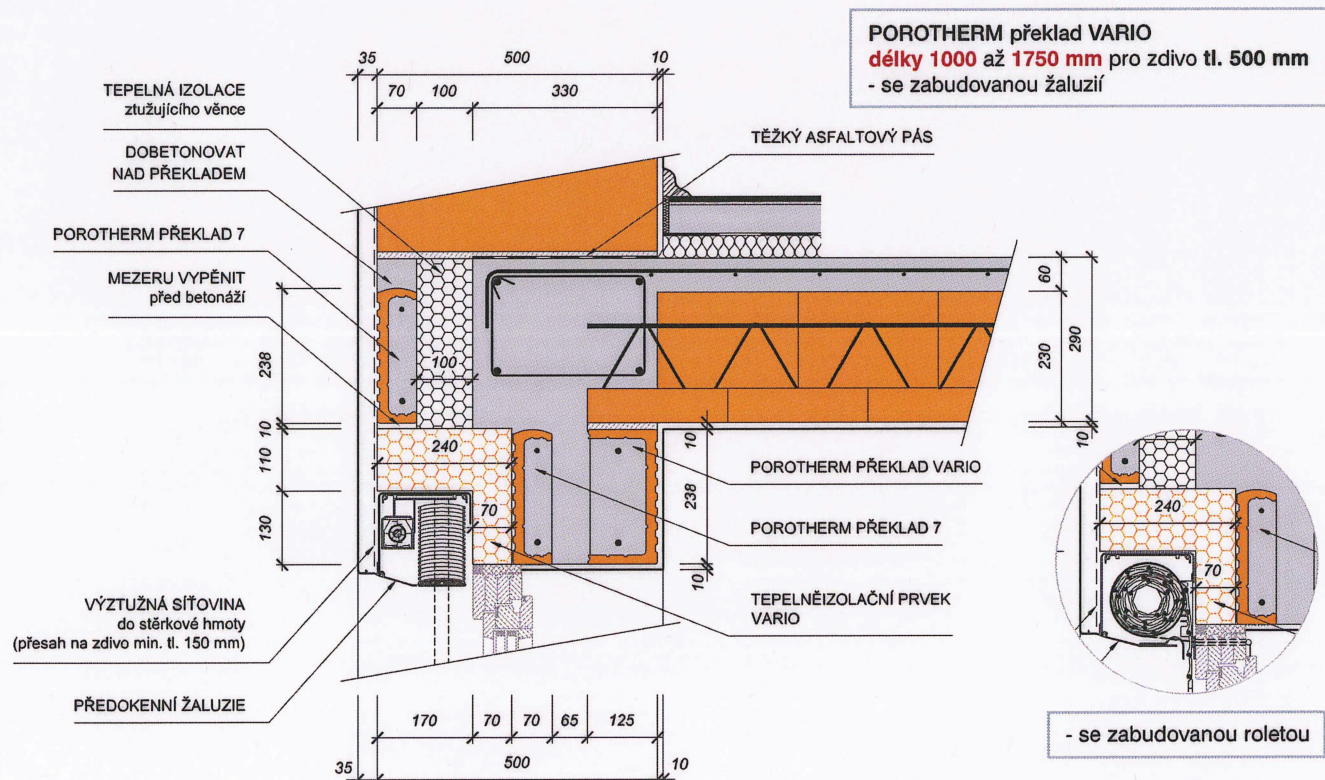 POROTHERM překlad VARIO
délky 1000 až 1750 mm pro zdivo tl. 500 mm
- se zabudovanou žaluzií
35 500 10
70 100 330
TEPELNÁ IZOLACE
ztužujícího věnce
DOBETONOVAT
NAD PŘEKLADEM
POROTHERM PŘEKLAD 7
MEZERU VYPĚNIT
před betonáží
TĚŽKÝ ASFALTOVÝ PÁS
60
290
230
10
238
10
110
130
100
240
70
10
238
10
POROTHERM PŘEKLAD VARIO
POROTHERM PŘEKLAD 7
TEPELNĚIZOLAČNÍ PRVEK
VARIO
VÝZTUŽNÁ SÍŤOVINA
do stěrkové hmoty
(přesah na zdivo min. tl. 150 mm)
PŘEDOKENNÍ ŽALUZIE
170 70 70 65 125
35 500 10
240
70
- se zabudovanou roletou